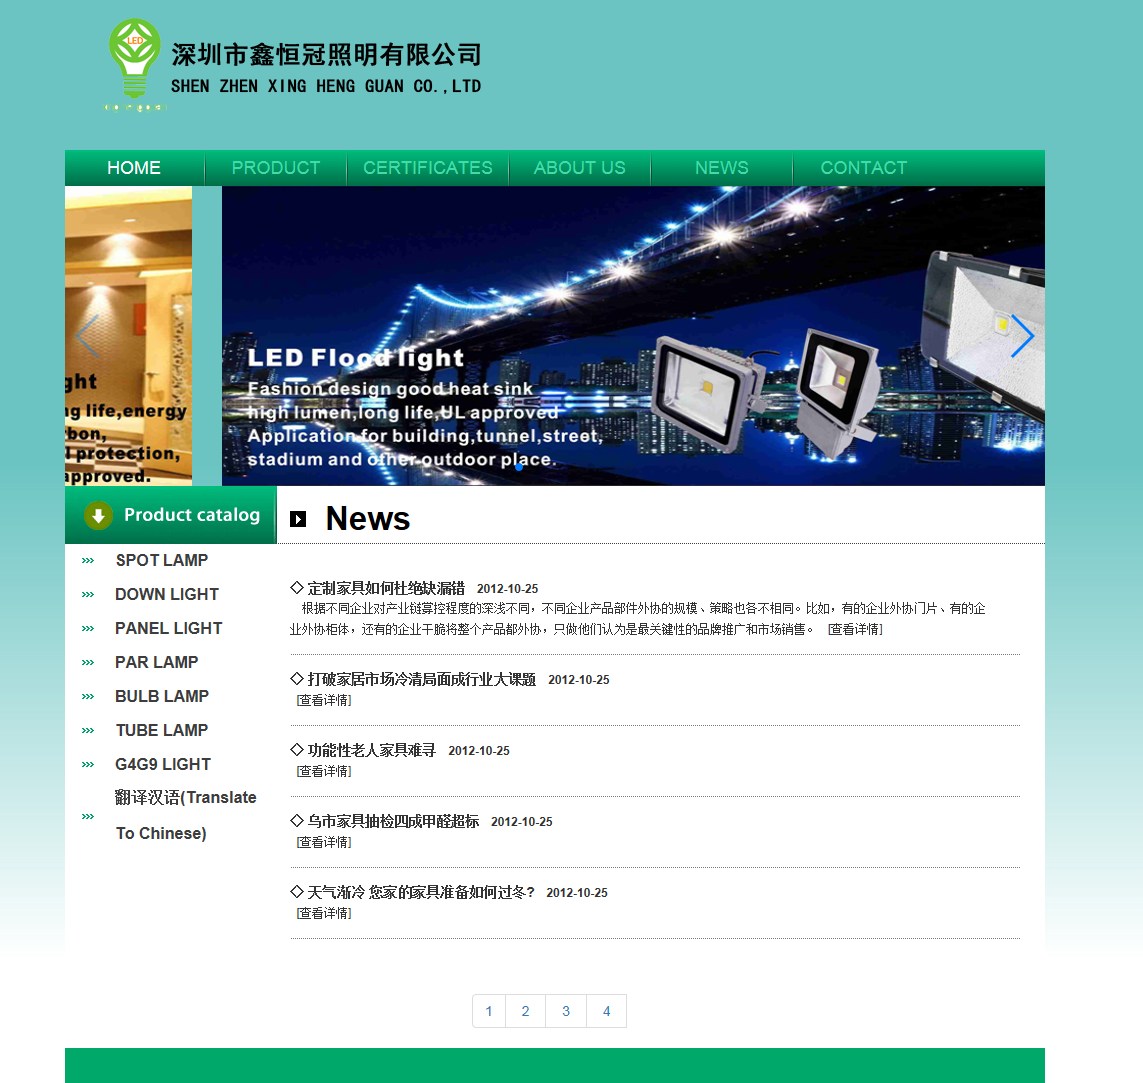 LED
深圳市鑫恒冠照明有限公司
SHEN ZHEN XING HENG GUAN CO.,LTD
HOME PRODUCT CERTIFICATES ABOUT US NEWS CONTACT
ght
ng life,energy
bon,
protection,
approved.
LED Flood light
Fashion design good heat sink
high lumen,long life,UL approved
Application for building,tunnel,street,
stadium and other outdoor place.
Product catalog
SPOT LAMP
DOWN LIGHT
PANEL LIGHT
PAR LAMP
BULB LAMP
TUBE LAMP
G4G9 LIGHT
翻译汉语(Translate
To Chinese)
News
◇ 定制家具如何杜绝缺漏错 2012-10-25
根据不同企业对产业链掌控程度的深浅不同，不同企业产品部件外协的规模、策略也各不相同。比如，有的企业外协门片、有的企
业外协柜体，还有的企业干脆将整个产品都外协，只做他们认为是最关键性的品牌推广和市场销售。 [查看详情]
◇ 打破家居市场冷清局面成行业大课题 2012-10-25
[查看详情]
◇ 功能性老人家具难寻 2012-10-25
[查看详情]
◇ 乌市家具抽检四成甲醛超标 2012-10-25
[查看详情]
◇ 天气渐冷 您家的家具准备如何过冬? 2012-10-25
[查看详情]
1 2 3 4